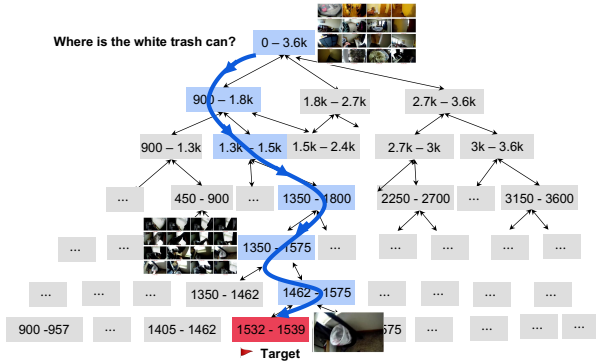 Where is the white trash can?
0 – 3.6k
900 – 1.8k
1.8k – 2.7k
2.7k – 3.6k
900 – 1.3k
1.3k – 1.5k
1.5k – 2.4k
2.7k – 3k
3k – 3.6k
...
450 - 900
...
1350 - 1800
2250 - 2700
...
3150 - 3600
...
...
1350 - 1575
...
...
...
...
...
...
...
...
1350 - 1462
1462 - 1575
...
...
...
...
900 -957
...
1405 - 1462
1532 - 1539
575
...
...
...
...
Target